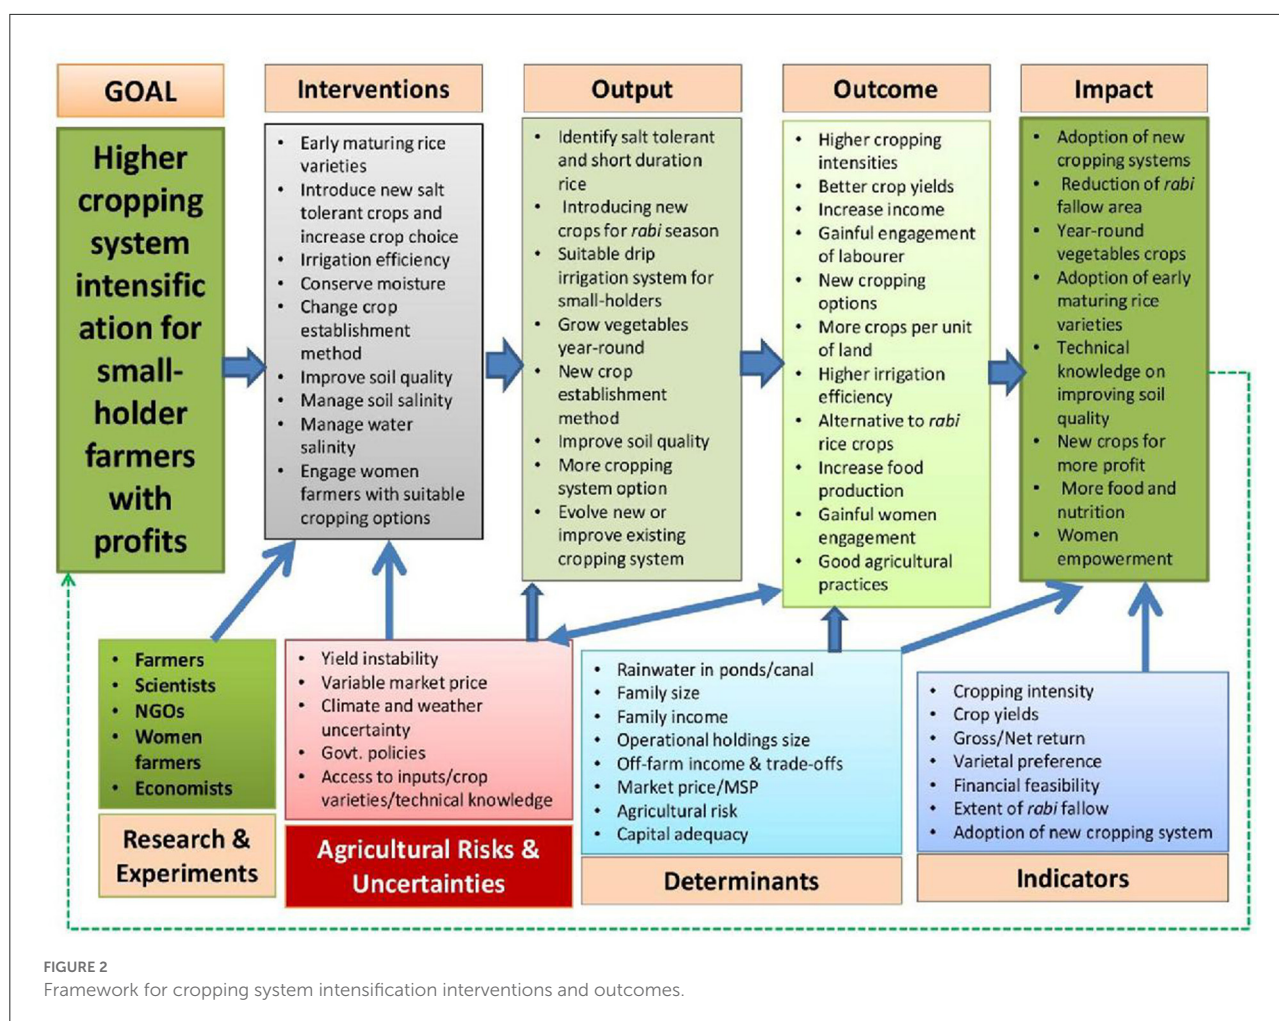 GOAL
Higher
cropping
system
intensific
ation for
small-
holder
farmers
with
profits
Interventions
• Early maturing rice
varieties
• Introduce new salt
tolerant crops and
increase crop choice
• Irrigation efficiency
• Conserve moisture
• Change crop
establishment
method
• Improve soil quality
• Manage soil salinity
• Manage water
salinity
• Engage women
farmers with suitable
cropping options
Output
• Identify salt tolerant
and short duration
rice
• Introducing new
crops for rabi season
• Suitable drip
irrigation system for
small-holders
• Grow vegetables
year-round
• New crop
establishment
method
• Improve soil quality
• More cropping
system option
• Evolve new or
improve existing
cropping system
Outcome
• Higher cropping
intensities
• Better crop yields
• Increase income
• Gainful engagement
of labourer
• New cropping
options
• More crops per unit
of land
• Higher irrigation
efficiency
• Alternative to rabi
rice crops
• Increase food
production
• Gainful women
engagement
• Good agricultural
practices
Impact
• Adoption of new
cropping systems
• Reduction of rabi
fallow area
• Year-round
vegetables crops
• Adoption of early
maturing rice
varieties
• Technical
knowledge on
improving soil
quality
• New crops for
more profit
• More food and
nutrition
• Women
empowerment
• Farmers
• Scientists
• NGOs
• Women
farmers
• Economists
Research &
Experiments
• Yield instability
• Variable market price
• Climate and weather
uncertainty
• Govt. policies
• Access to inputs/crop
varieties/technical knowledge
Agricultural Risks &
Uncertainties
• Rainwater in ponds/canal
• Family size
• Family income
• Operational holdings size
• Off-farm income & trade-offs
• Market price/MSP
• Agricultural risk
• Capital adequacy
Determinants
• Cropping intensity
• Crop yields
• Gross/Net return
• Varietal preference
• Financial feasibility
• Extent of rabi fallow
• Adoption of new cropping system
Indicators
FIGURE 2
Framework for cropping system intensification interventions and outcomes.